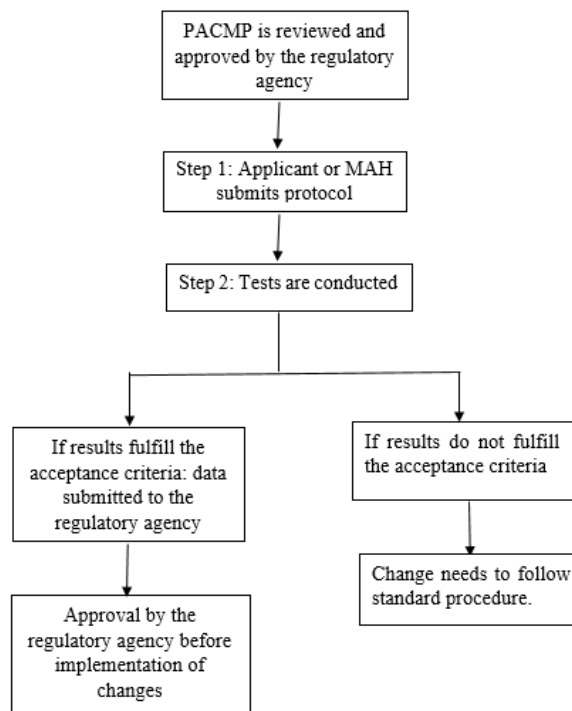 PACMP is reviewed and
approved by the regulatory
agency
Step 1: Applicant or MAH
submits protocol
Step 2: Tests are conducted
If results fulfill the
acceptance criteria: data
submitted to the
regulatory agency
If results do not fulfill
the acceptance criteria
Approval by the
regulatory agency before
implementation of
changes
Change needs to follow
standard procedure.